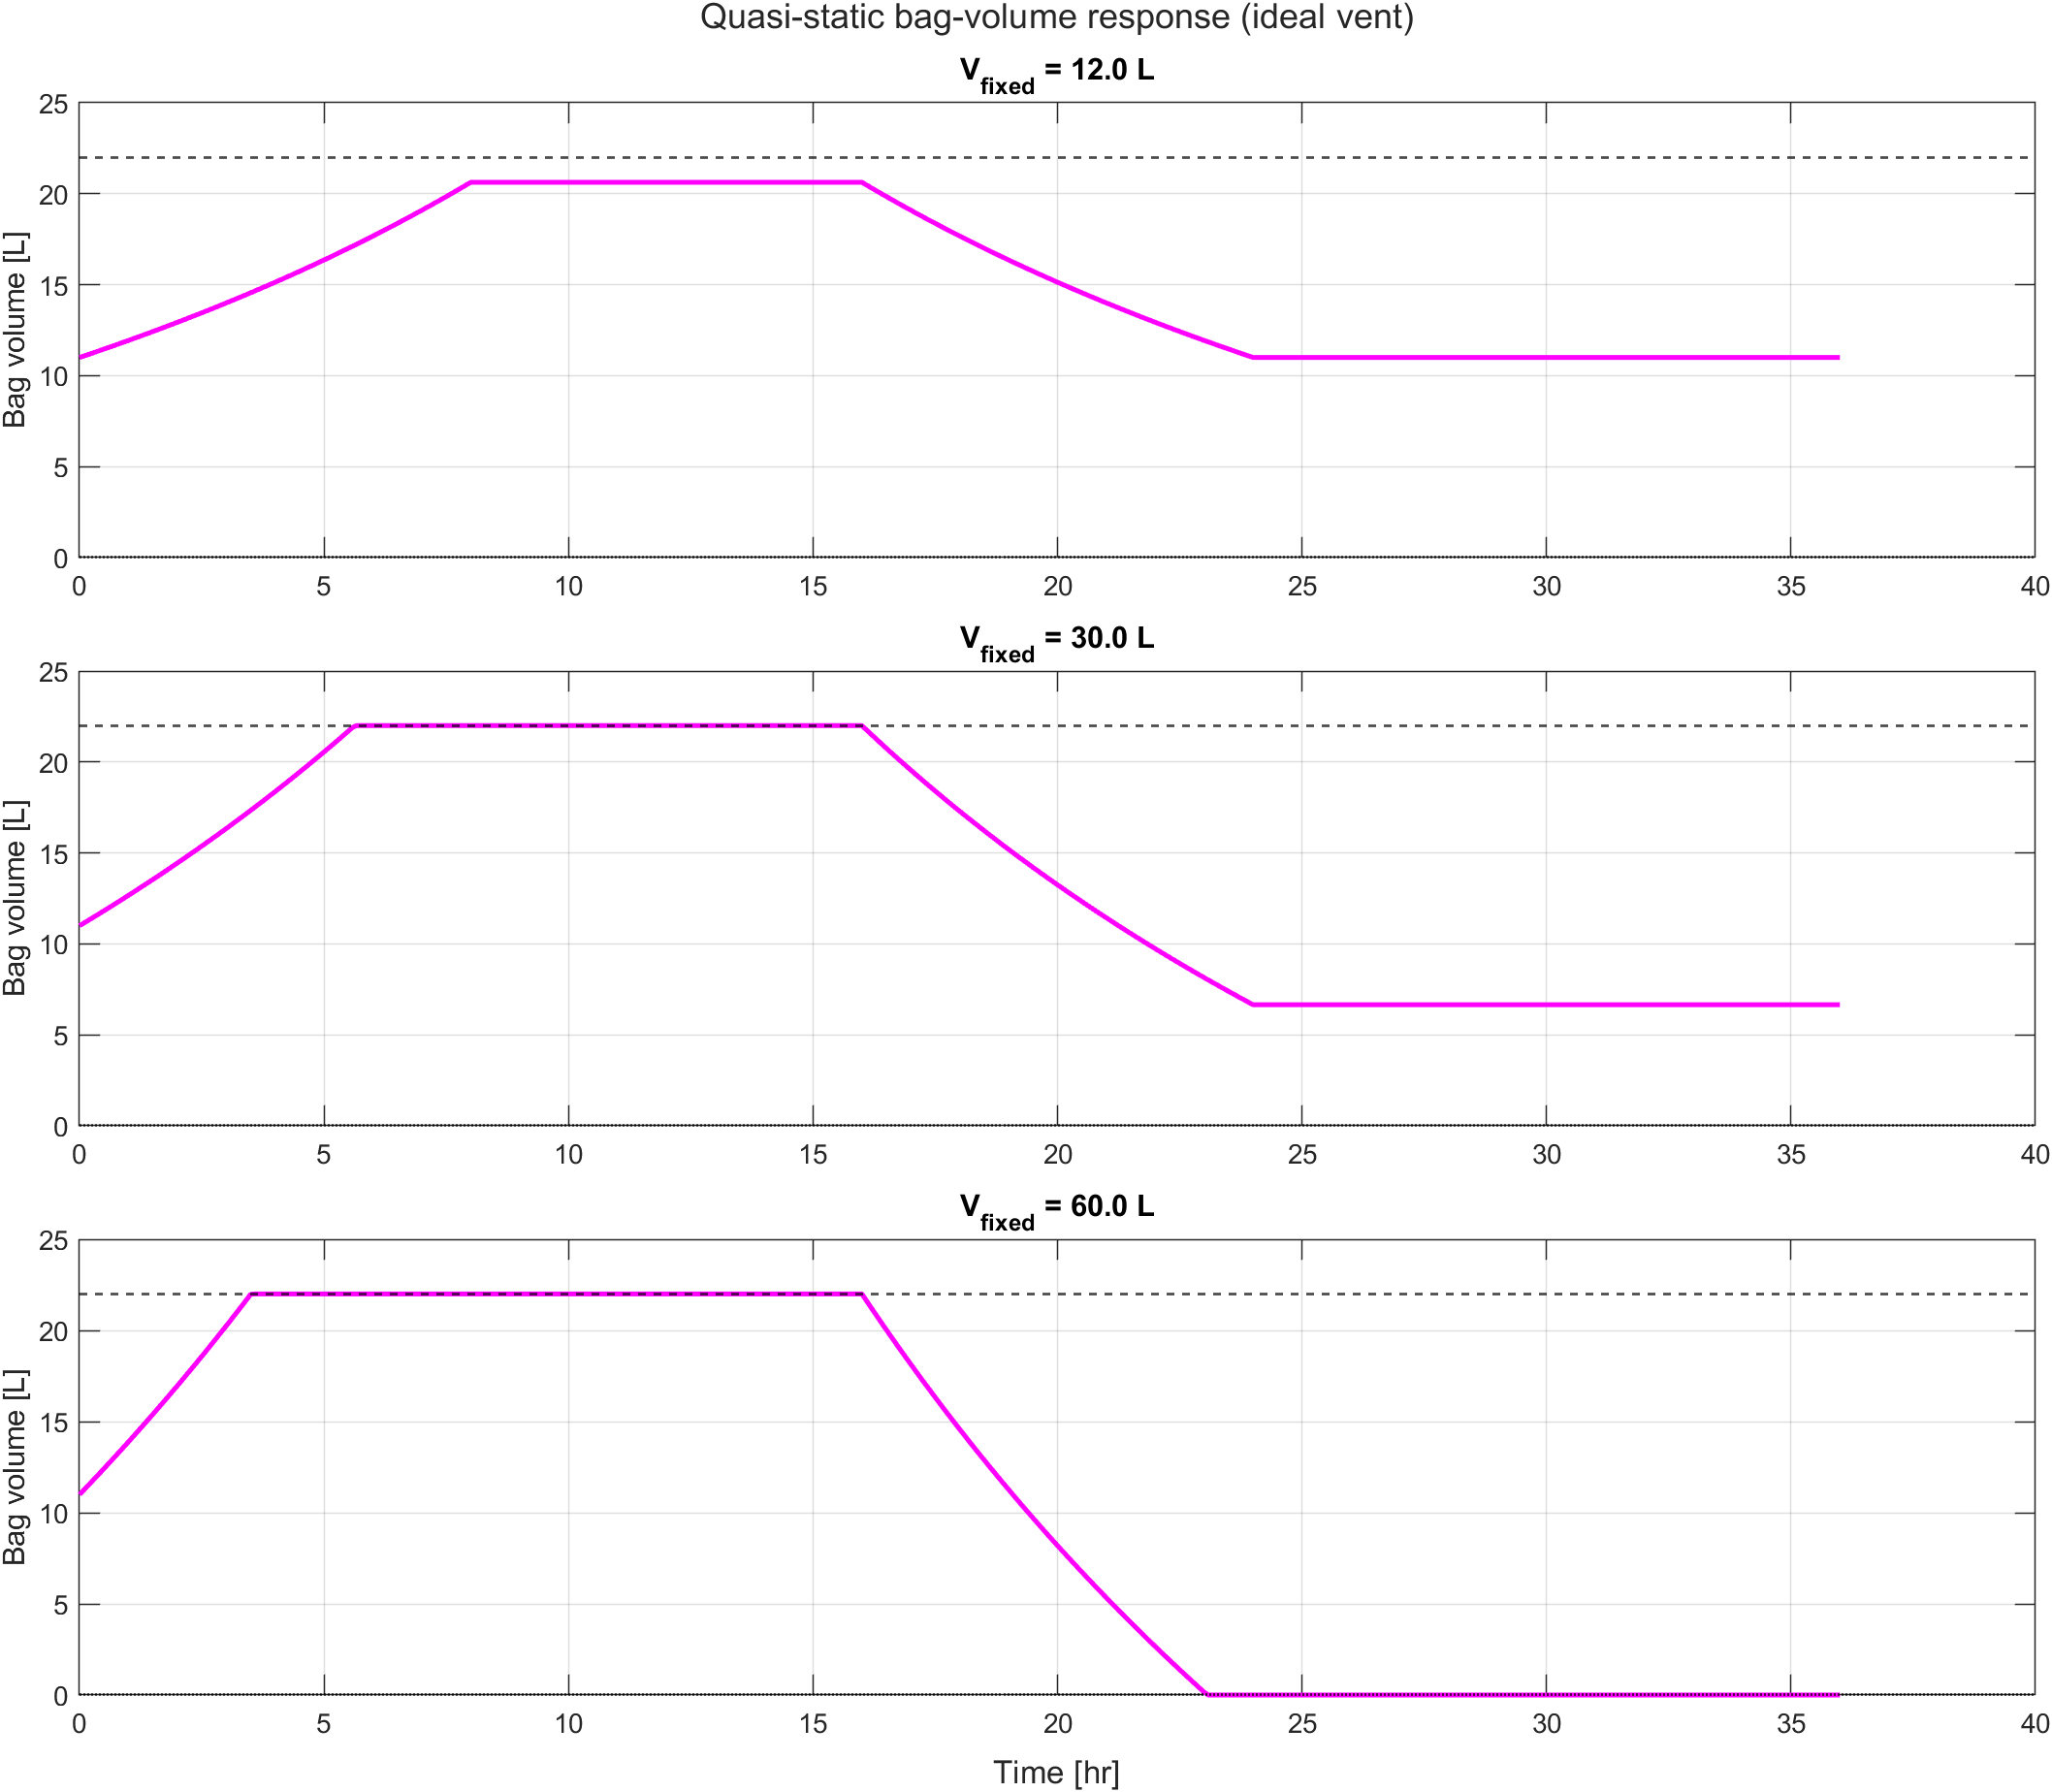 Quasi-static bag-volume response (ideal vent)
Vfixed = 12.0 L
Bag volume [L]
25
20
15
10
5
0
0 5 10 15 20 25 30 35 40
Vfixed = 30.0 L
Bag volume [L]
25
20
15
10
5
0
0 5 10 15 20 25 30 35 40
Vfixed = 60.0 L
Bag volume [L]
25
20
15
10
5
0
0 5 10 15 20 25 30 35 40
Time [hr]